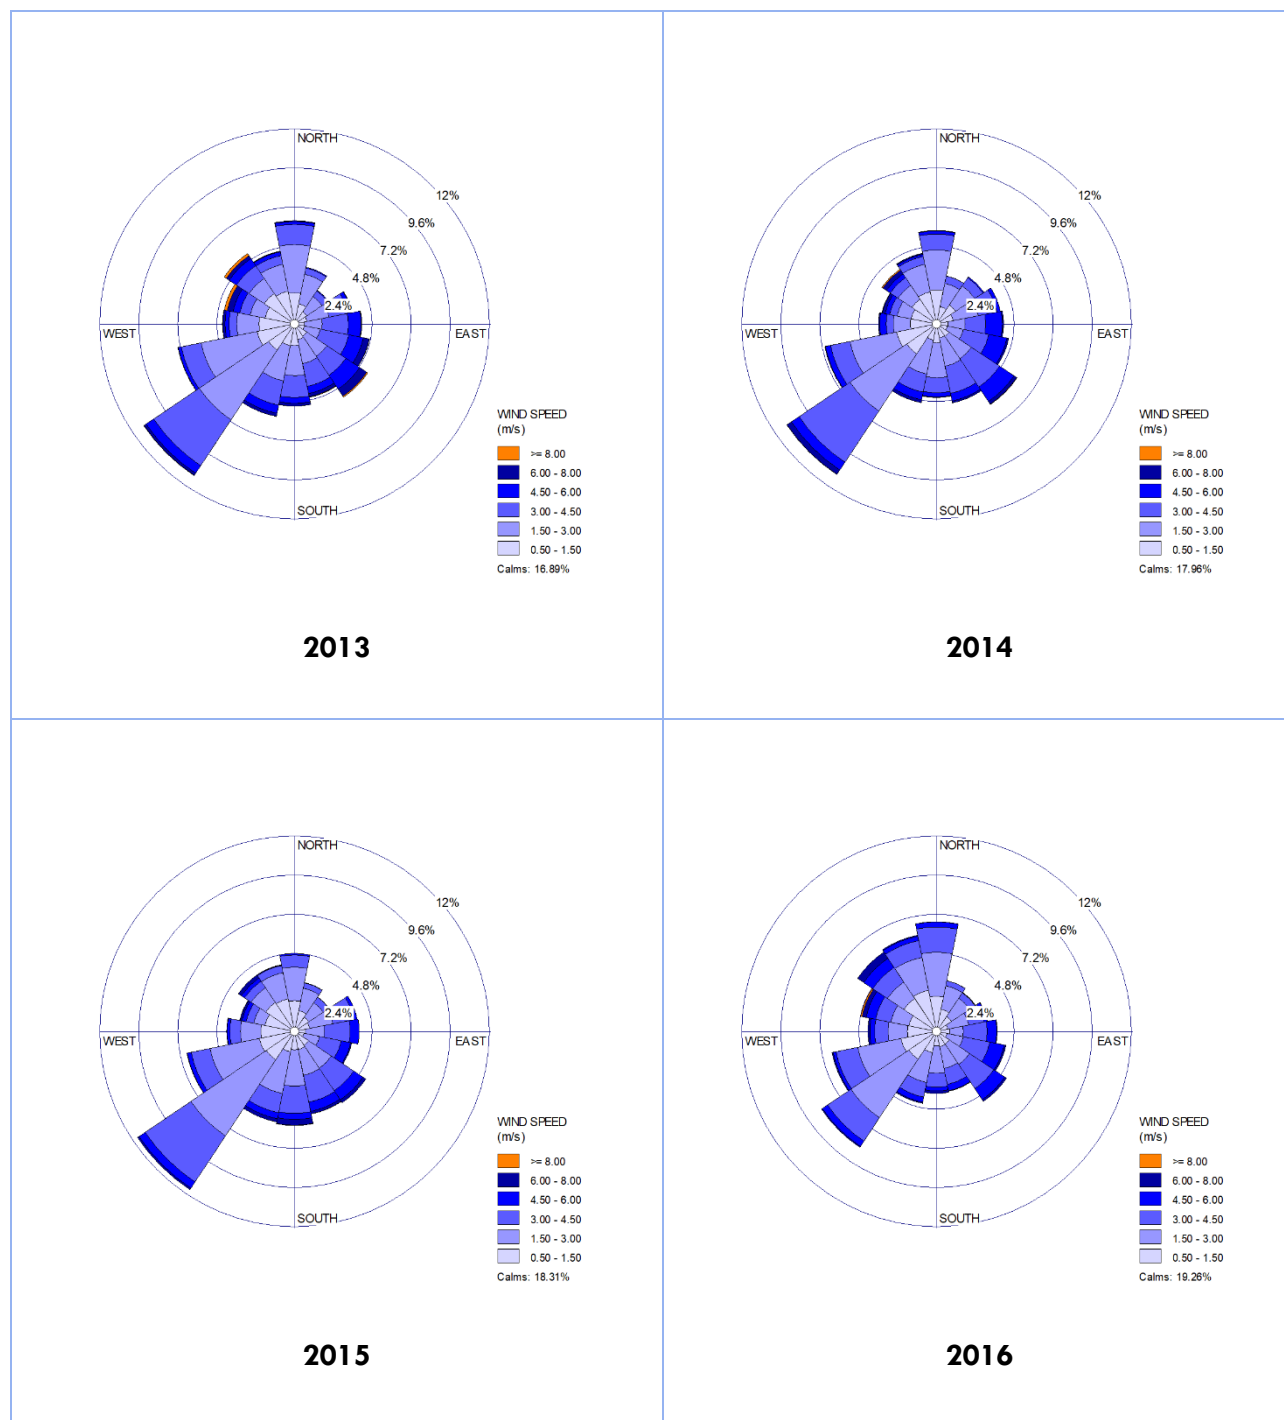 NORTH
12%
9.6%
7.2%
4.8%
2.4%
WEST
EAST
SOUTH
WIND SPEED
(m/s)
>= 8.00
6.00 - 8.00
4.50 - 6.00
3.00 - 4.50
1.50 - 3.00
0.50 - 1.50
Calms: 16.89%
2013
NORTH
12%
9.6%
7.2%
4.8%
2.4%
WEST
EAST
SOUTH
WIND SPEED
(m/s)
>= 8.00
6.00 - 8.00
4.50 - 6.00
3.00 - 4.50
1.50 - 3.00
0.50 - 1.50
Calms: 17.96%
2014
NORTH
12%
9.6%
7.2%
4.8%
2.4%
WEST
EAST
SOUTH
WIND SPEED
(m/s)
>= 8.00
6.00 - 8.00
4.50 - 6.00
3.00 - 4.50
1.50 - 3.00
0.50 - 1.50
Calms: 18.31%
2015
NORTH
12%
9.6%
7.2%
4.8%
2.4%
WEST
EAST
SOUTH
WIND SPEED
(m/s)
>= 8.00
6.00 - 8.00
4.50 - 6.00
3.00 - 4.50
1.50 - 3.00
0.50 - 1.50
Calms: 19.26%
2016